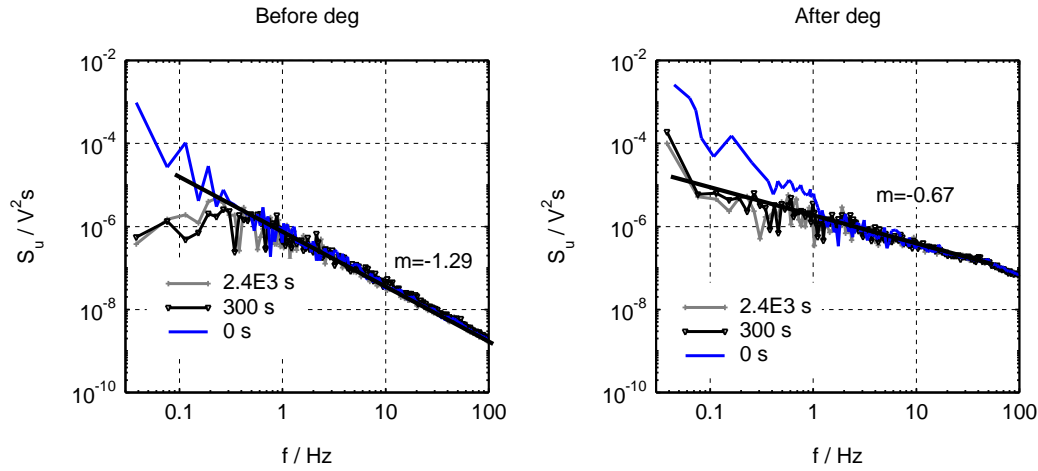 Before deg
S_u / V^2s
10^-2
10^-4
10^-6
10^-8
10^-10
m=-1.29
2.4E3 s
300 s
0 s
0.1 1 10 100
f / Hz
After deg
S_u / V^2s
10^-2
10^-4
10^-6
10^-8
10^-10
m=-0.67
2.4E3 s
300 s
0 s
0.1 1 10 100
f / Hz